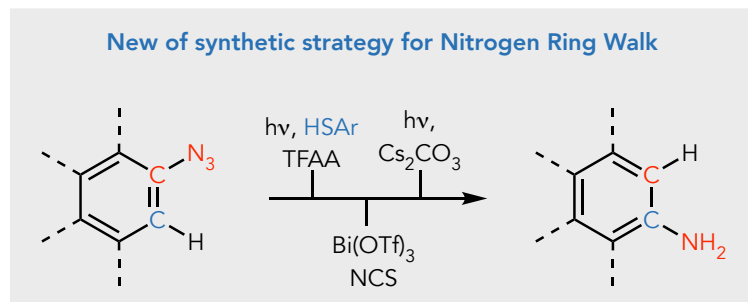 New of synthetic strategy for Nitrogen Ring Walk
hν, HSAr
TFAA
hν,
Cs₂CO₃
Bi(OTf)₃
NCS
N₃
C
C
H
H
C
C
NH₂